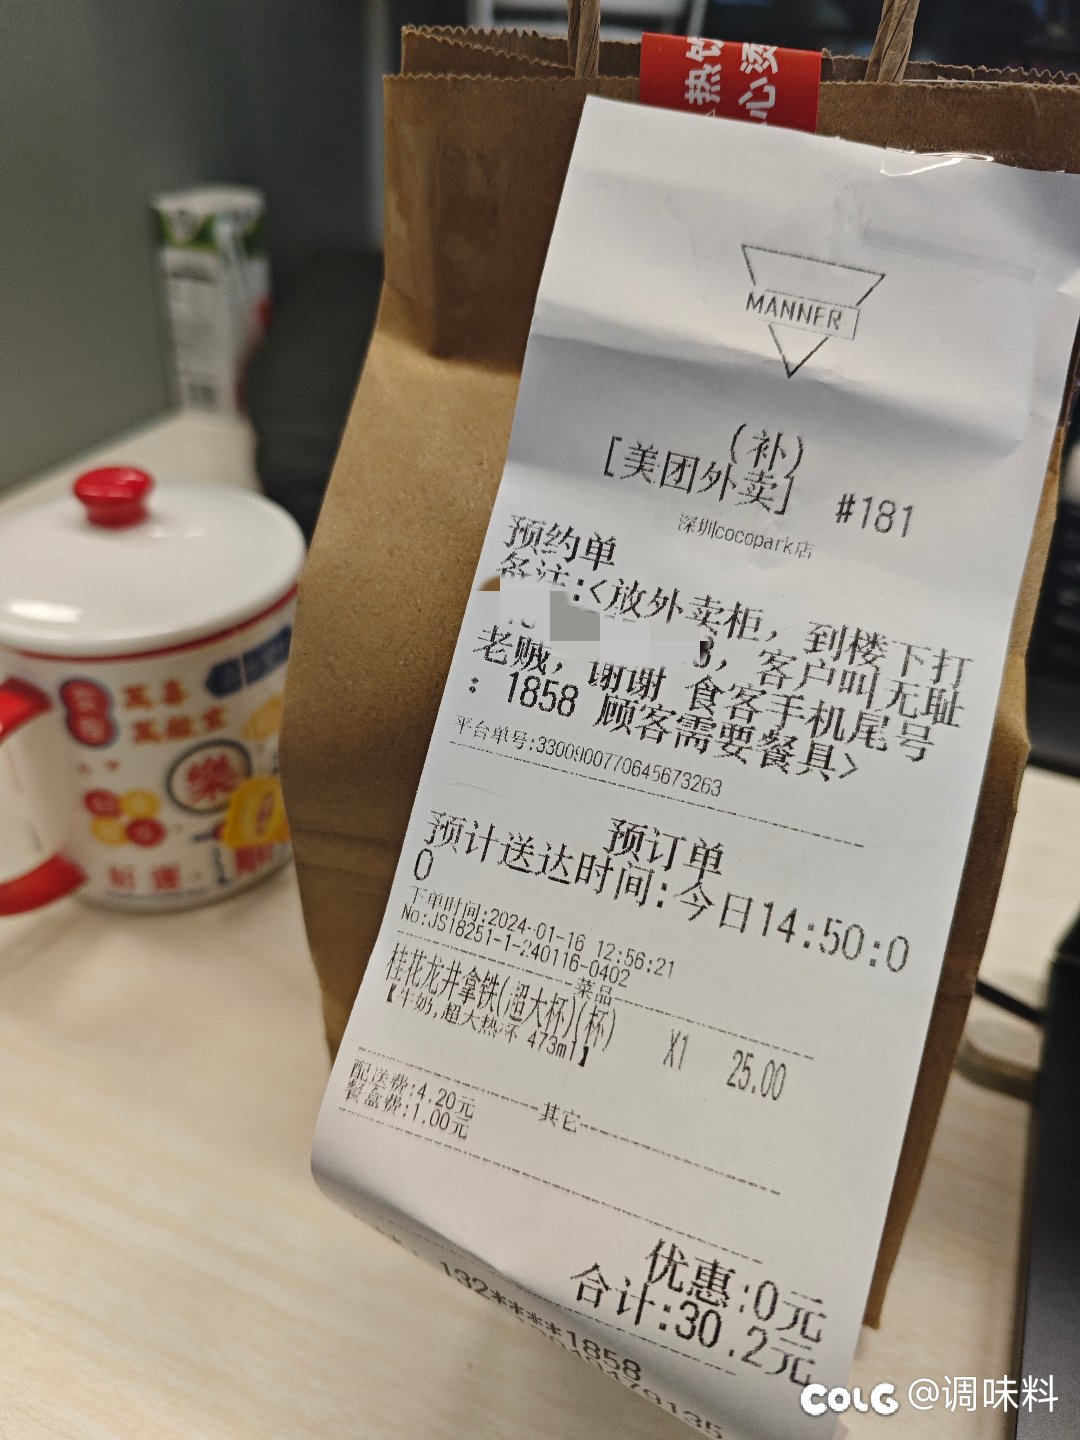 热饮
心烫
MANNER
(补)
[美团外卖] #181
深圳cocopark店
预约单
备注:<放外卖柜，到楼下打
，客户叫无耻
老贼，谢谢 食客手机尾号
: 1858 顾客需要餐具>
平台单号:3300900770645673263
预订单
预计送达时间:今日14:50:0
0
下单时间:2024-01-16 12:56:21
No:JS18251-1-240116-0402
菜品
桂花龙井拿铁(超大杯)(杯) X1 25.00
【牛奶,超大热杯 473ml】
其它
配送费:4.20元
餐盒费:1.00元
优惠:0元
合计:30.2元
132****1858
樂
COLG @调味料